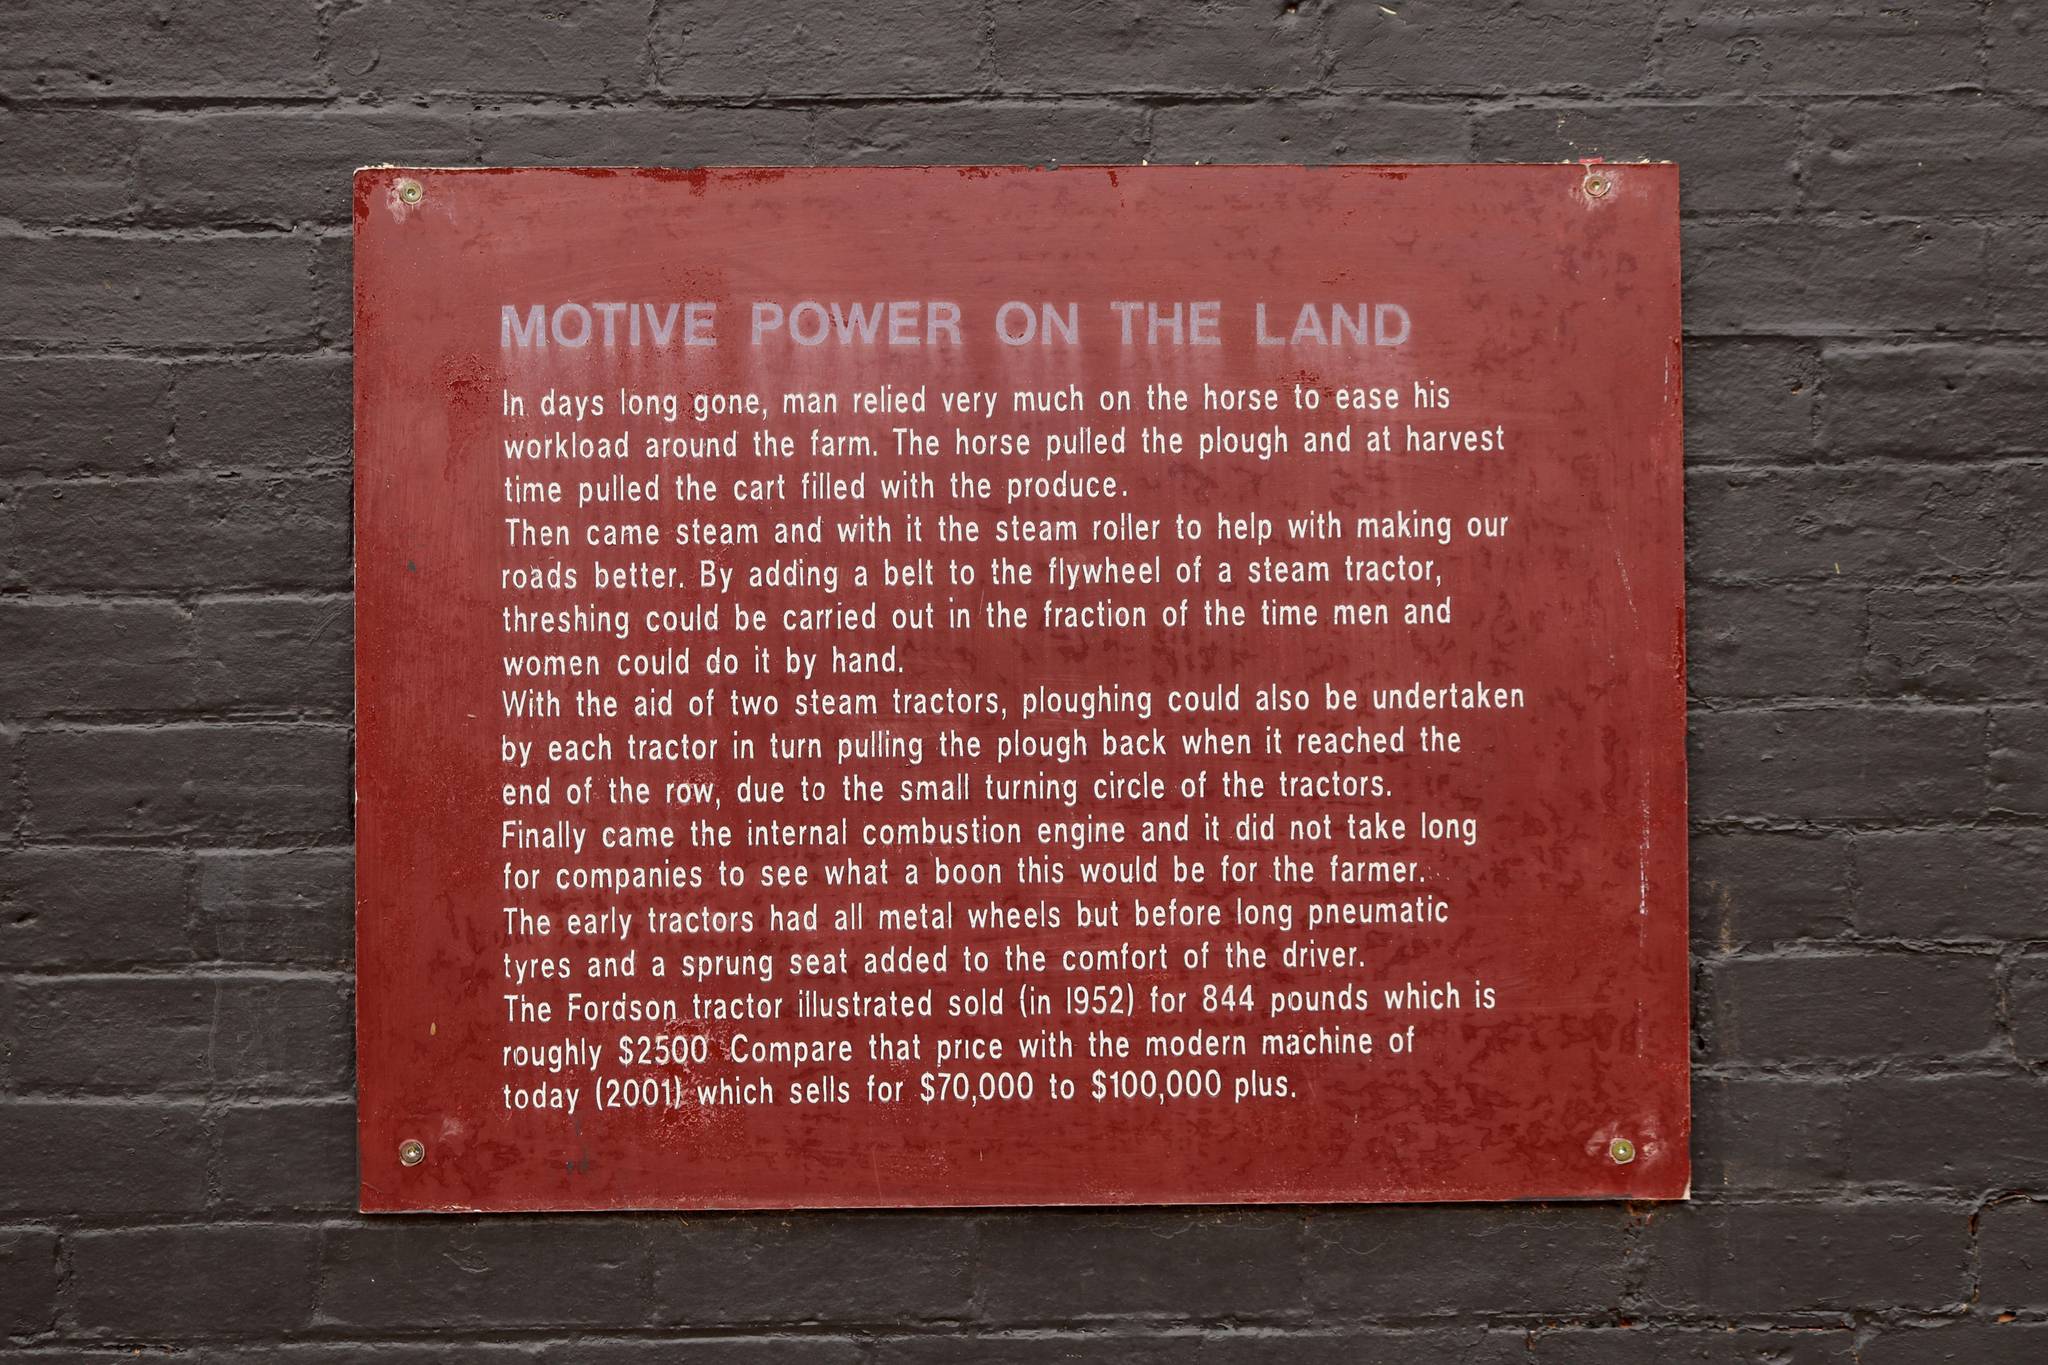 MOTIVE POWER ON THE LAND
In days long gone, man relied very much on the horse to ease his
workload around the farm. The horse pulled the plough and at harvest
time pulled the cart filled with the produce.
Then came steam and with it the steam roller to help with making our
roads better. By adding a belt to the flywheel of a steam tractor,
threshing could be carried out in the fraction of the time men and
women could do it by hand.
With the aid of two steam tractors, ploughing could also be undertaken
by each tractor in turn pulling the plough back when it reached the
end of the row, due to the small turning circle of the tractors.
Finally came the internal combustion engine and it did not take long
for companies to see what a boon this would be for the farmer.
The early tractors had all metal wheels but before long pneumatic
tyres and a sprung seat added to the comfort of the driver.
The Fordson tractor illustrated sold (in 1952) for 844 pounds which is
roughly $2500 Compare that price with the modern machine of
today (2001) which sells for $70,000 to $100,000 plus.